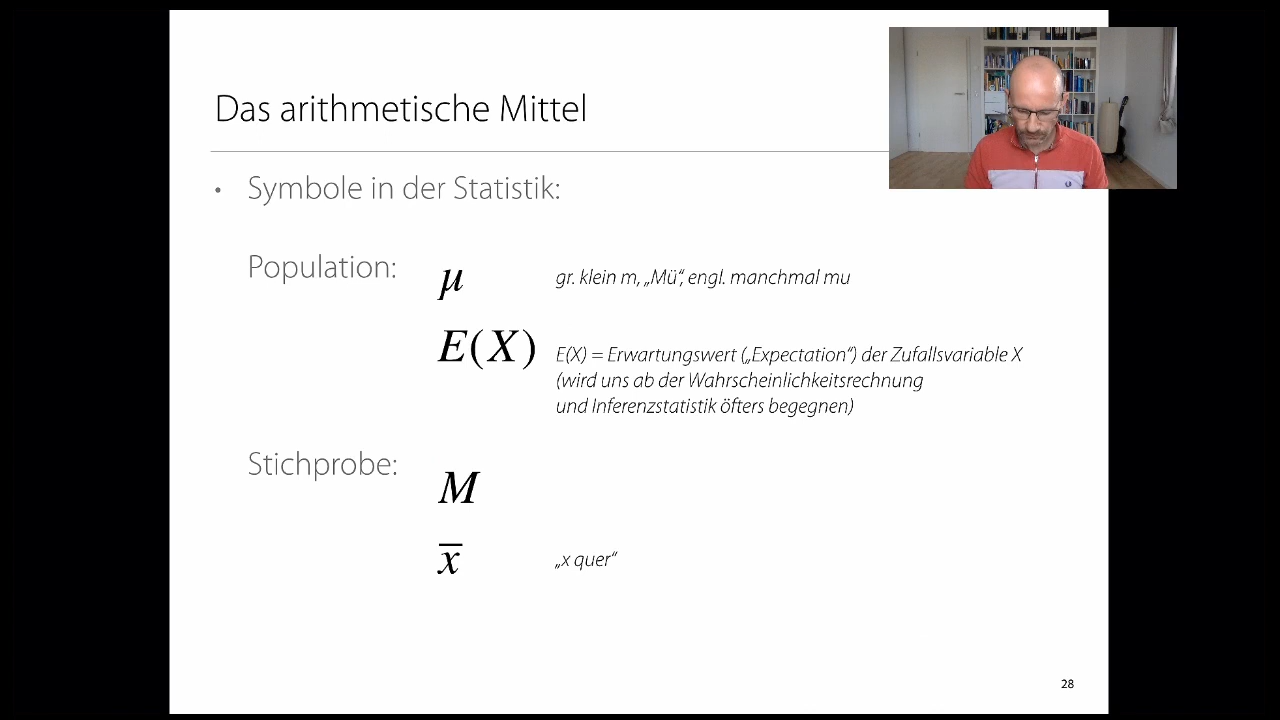 Das arithmetische Mittel
• Symbole in der Statistik:
Population: μ gr. klein m, „Mü“, engl. manchmal mu
E(X) E(X) = Erwartungswert („Expectation“) der Zufallsvariable X
(wird uns ab der Wahrscheinlichkeitsrechnung
und Inferenzstatistik öfters begegnen)
Stichprobe: M
x̅ „x quer“
28